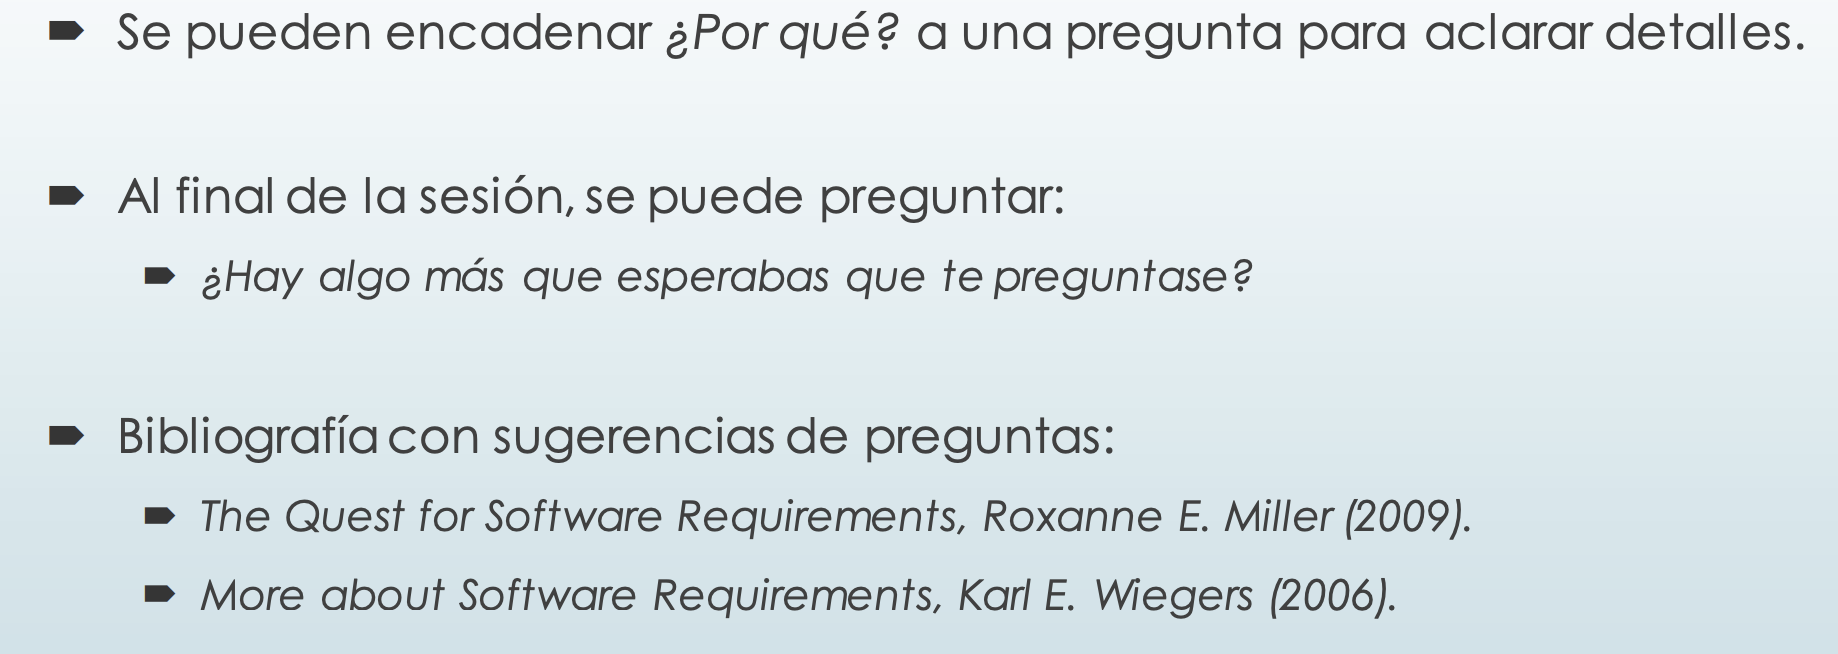 Se pueden encadenar ¿Por qué? a una pregunta para aclarar detalles.
Al final de la sesión, se puede preguntar:
¿Hay algo más que esperabas que te preguntase?
Bibliografía con sugerencias de preguntas:
The Quest for Software Requirements, Roxanne E. Miller (2009).
More about Software Requirements, Karl E. Wiegers (2006).